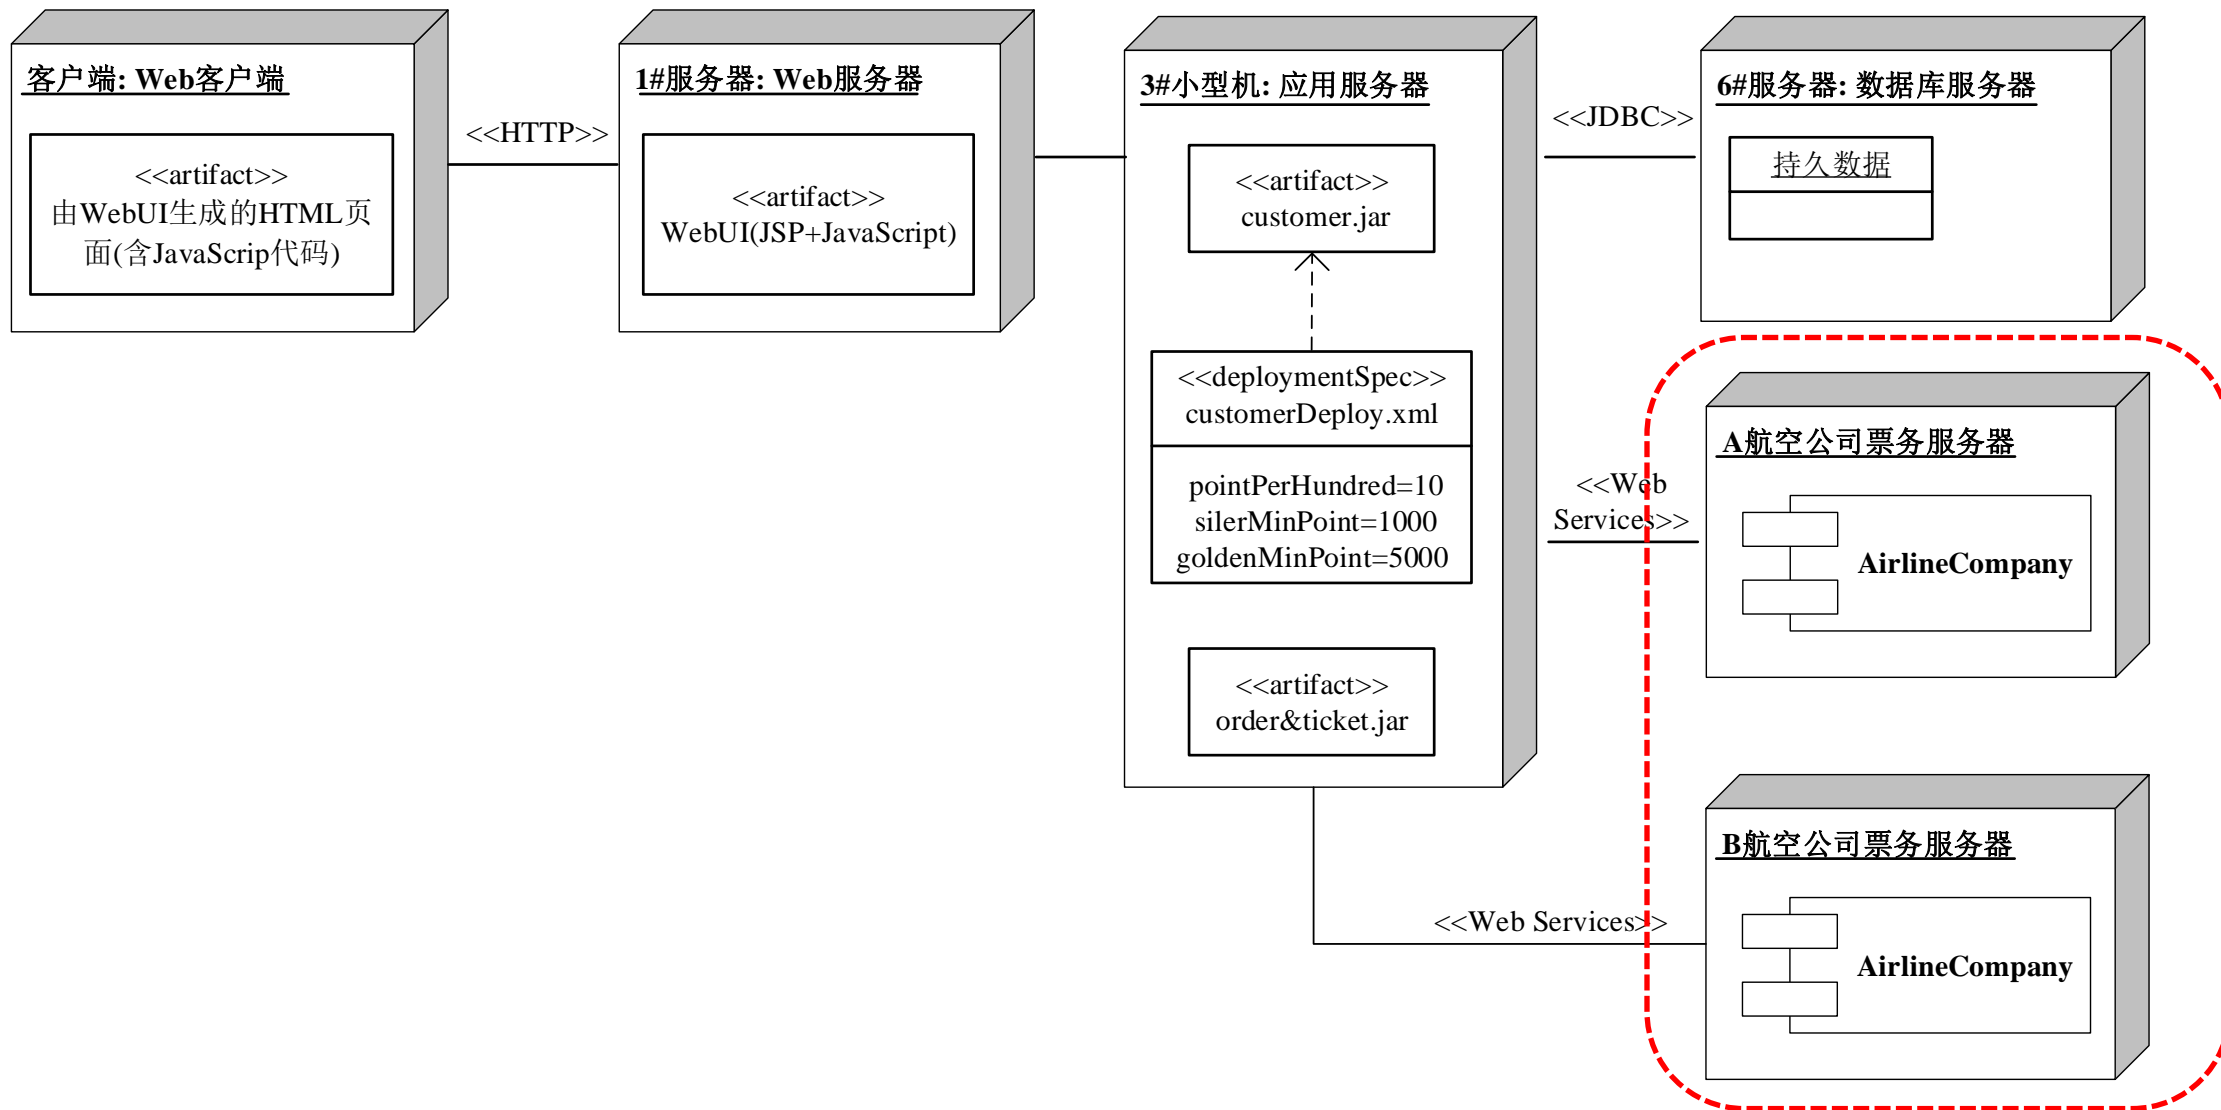 客户端: Web客户端
<<artifact>>
由WebUI生成的HTML页
面(含JavaScrip代码)
<<HTTP>>
1#服务器: Web服务器
<<artifact>>
WebUI(JSP+JavaScript)
3#小型机: 应用服务器
<<artifact>>
customer.jar
<<deploymentSpec>>
customerDeploy.xml
pointPerHundred=10
silerMinPoint=1000
goldenMinPoint=5000
<<artifact>>
order&ticket.jar
<<JDBC>>
6#服务器: 数据库服务器
持久数据
<<Web
Services>>
A航空公司票务服务器
AirlineCompany
<<Web Services>>
B航空公司票务服务器
AirlineCompany